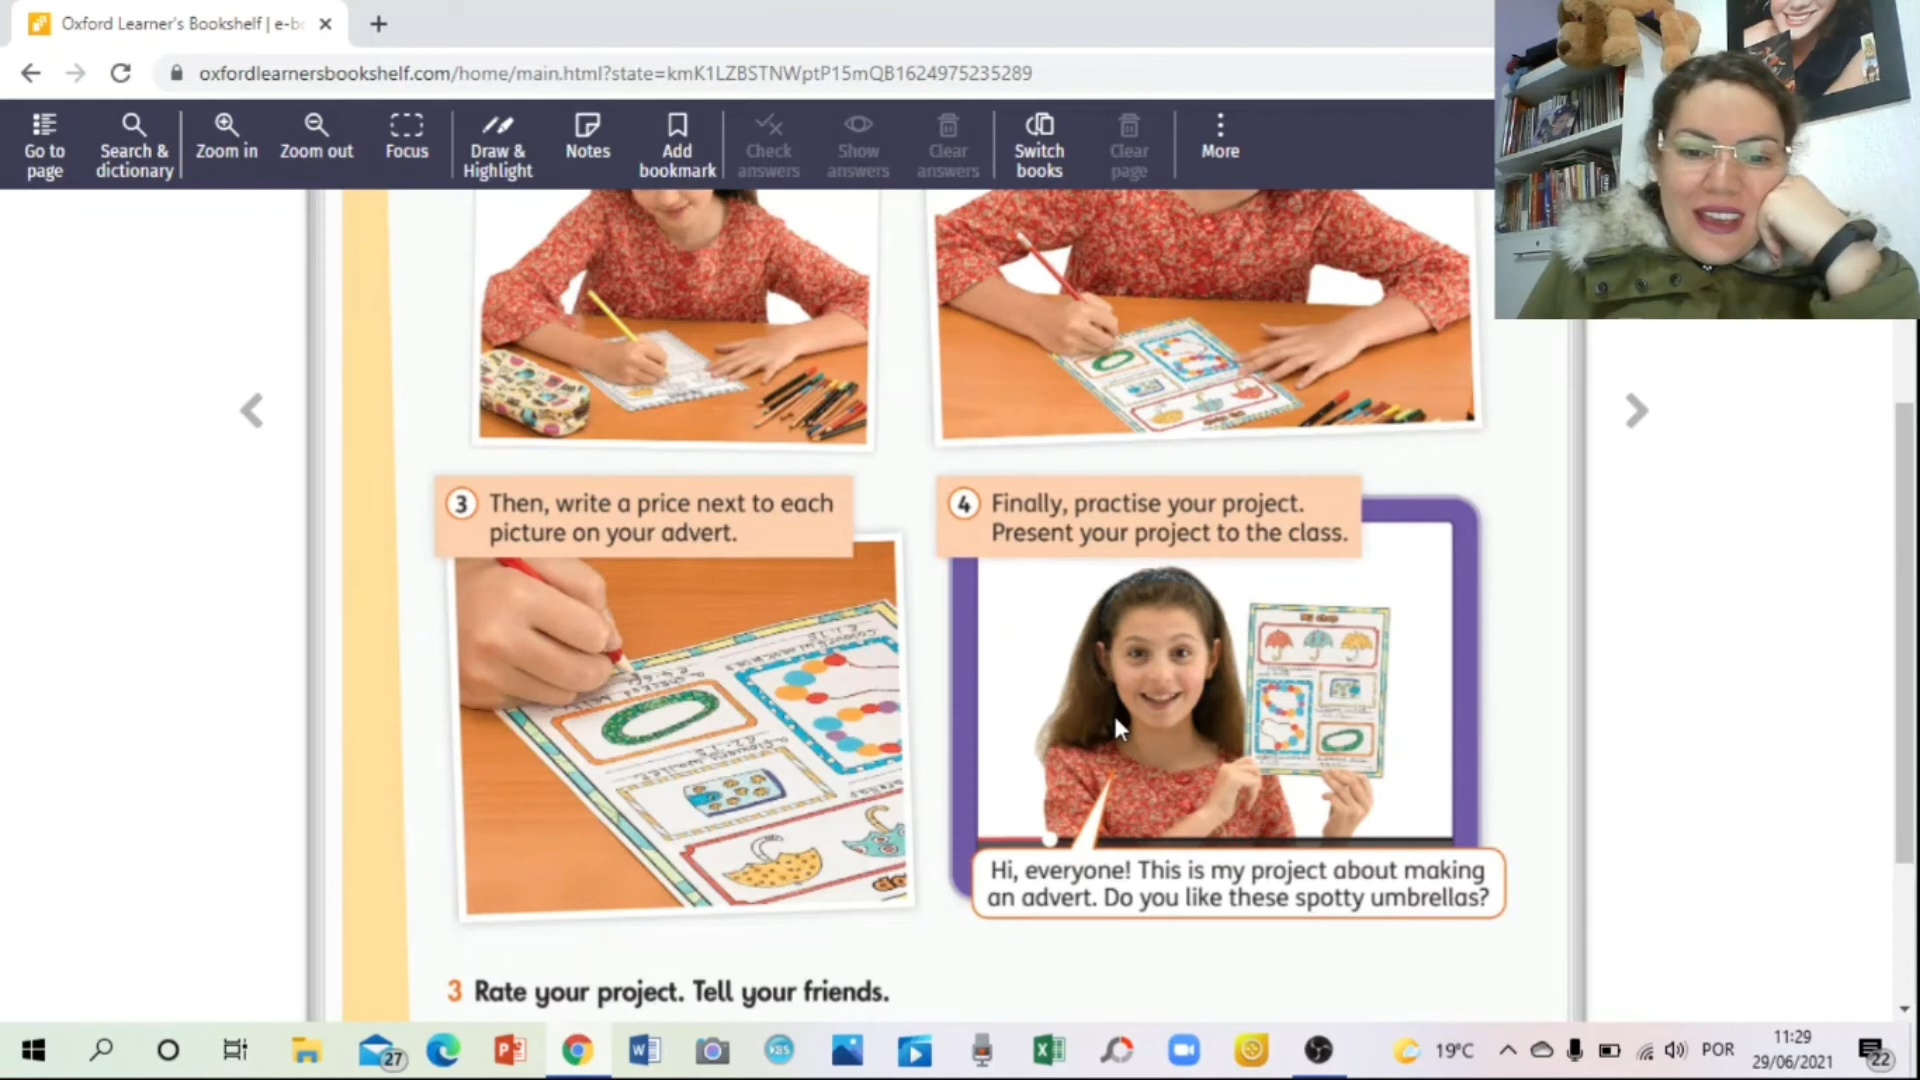 Oxford Learner's Bookshelf | e-bo
oxfordlearnersbookshelf.com/home/main.html?state=kmK1LZBSTNWptP15mQB1624975235289
Go to page
Search & dictionary
Zoom in
Zoom out
Focus
Draw & Highlight
Notes
Add bookmark
Check answers
Show answers
Clear answers
Switch books
Clear page
More
3 Then, write a price next to each
picture on your advert.
4 Finally, practise your project.
Present your project to the class.
My shop
Hi, everyone! This is my project about making
an advert. Do you like these spotty umbrellas?
3 Rate your project. Tell your friends.
27
19°C
POR
11:29
29/06/2021
22